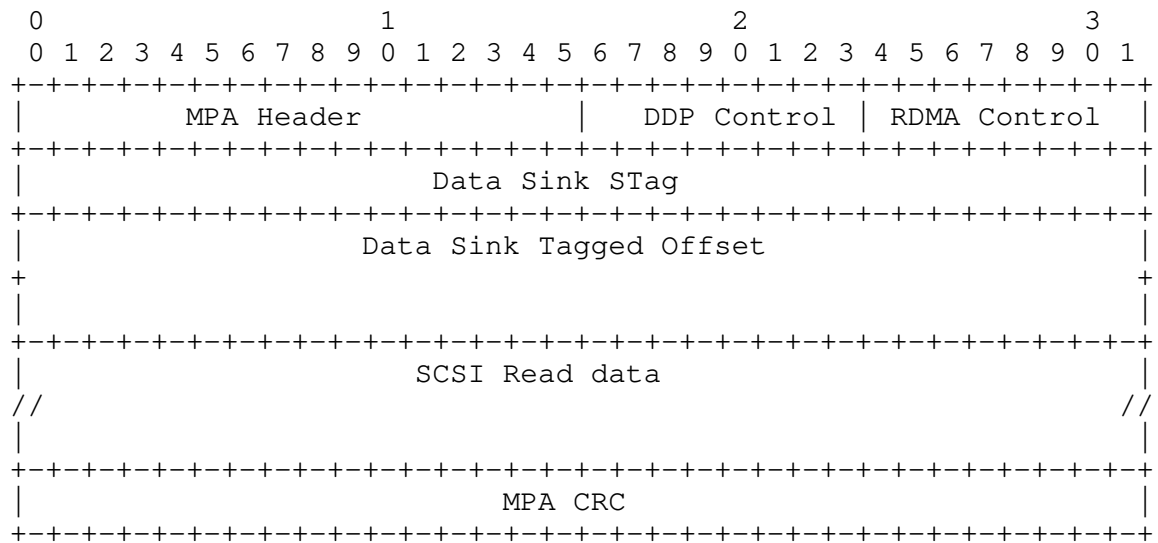 0                   1                   2                   3
 0 1 2 3 4 5 6 7 8 9 0 1 2 3 4 5 6 7 8 9 0 1 2 3 4 5 6 7 8 9 0 1
+-+-+-+-+-+-+-+-+-+-+-+-+-+-+-+-+-+-+-+-+-+-+-+-+-+-+-+-+-+-+-+-+
|         MPA Header            |   DDP Control | RDMA Control  |
+-+-+-+-+-+-+-+-+-+-+-+-+-+-+-+-+-+-+-+-+-+-+-+-+-+-+-+-+-+-+-+-+
|                       Data Sink STag                          |
+-+-+-+-+-+-+-+-+-+-+-+-+-+-+-+-+-+-+-+-+-+-+-+-+-+-+-+-+-+-+-+-+
|                   Data Sink Tagged Offset                     |
+                                                               +
|                                                               |
+-+-+-+-+-+-+-+-+-+-+-+-+-+-+-+-+-+-+-+-+-+-+-+-+-+-+-+-+-+-+-+-+
|                      SCSI Read data                           |
//                                                             //
|                                                               |
+-+-+-+-+-+-+-+-+-+-+-+-+-+-+-+-+-+-+-+-+-+-+-+-+-+-+-+-+-+-+-+-+
|                           MPA CRC                             |
+-+-+-+-+-+-+-+-+-+-+-+-+-+-+-+-+-+-+-+-+-+-+-+-+-+-+-+-+-+-+-+-+